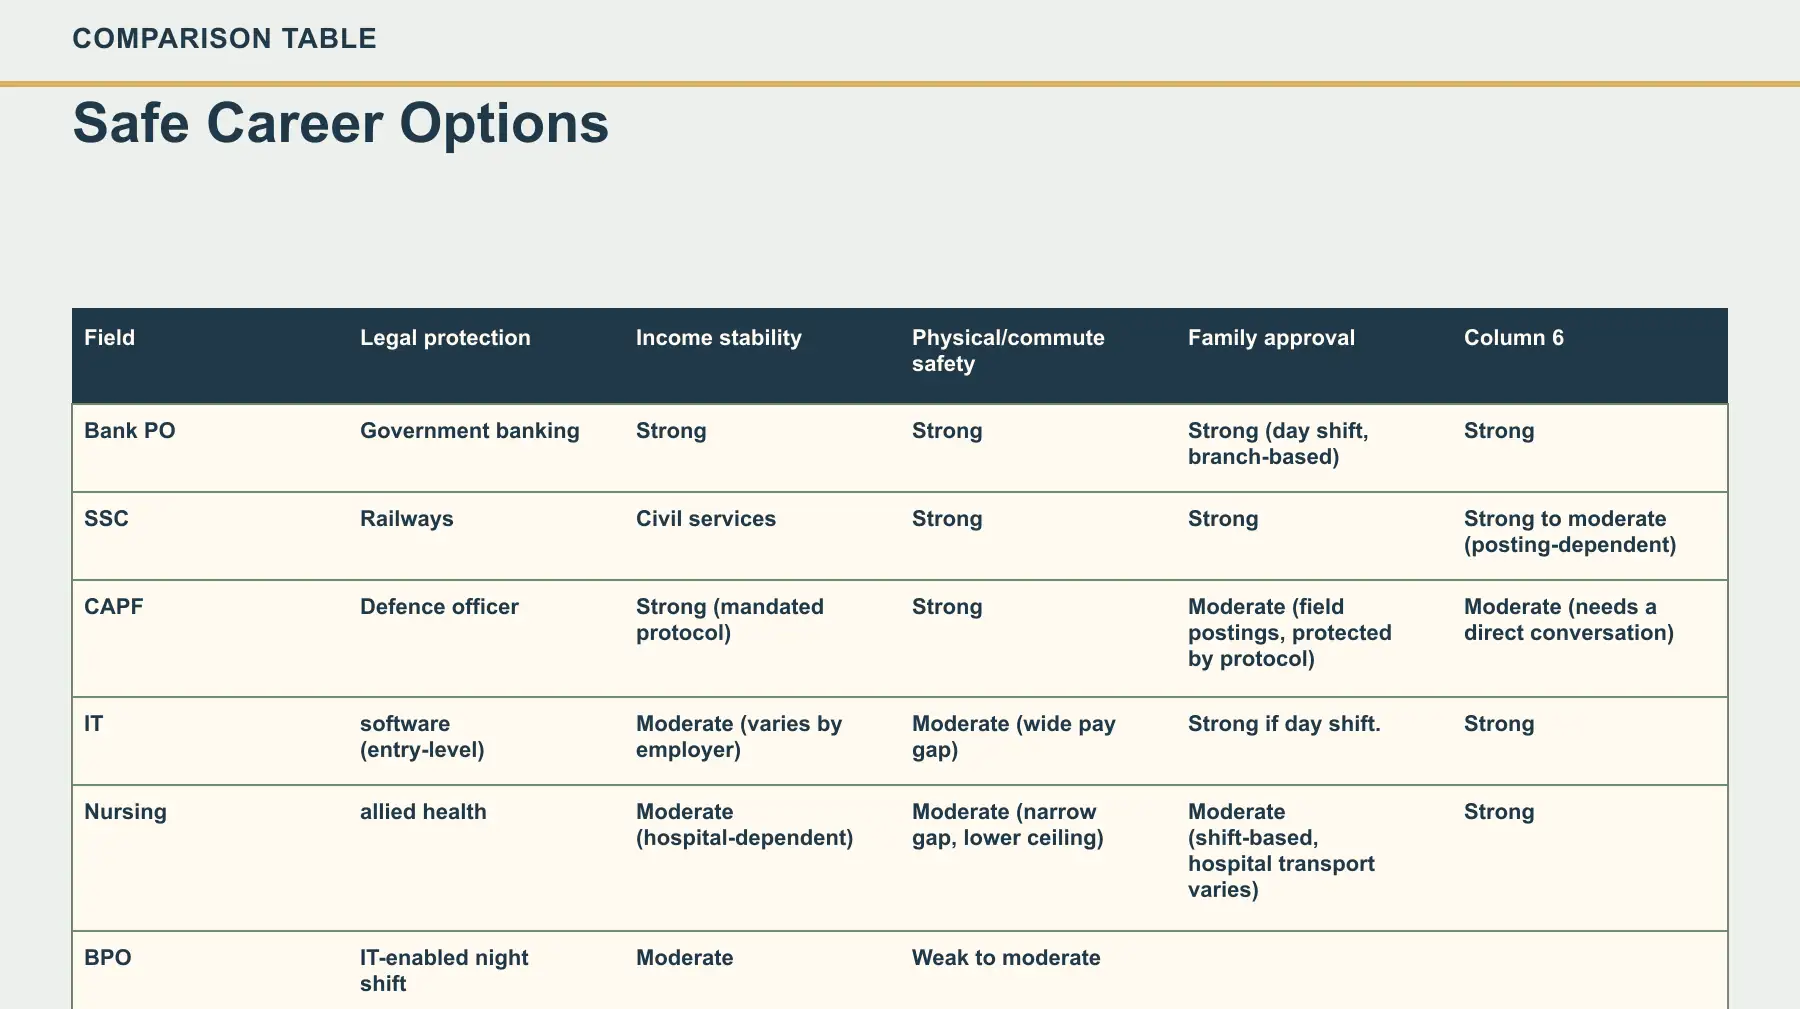 COMPARISON TABLE
Safe Career Options
Field Legal protection Income stability Physical/commute safety Family approval Column 6
Bank PO Government banking Strong Strong Strong (day shift, branch-based) Strong
SSC Railways Civil services Strong Strong Strong to moderate (posting-dependent)
CAPF Defence officer Strong (mandated protocol) Strong Moderate (field postings, protected by protocol) Moderate (needs a direct conversation)
IT software (entry-level) Moderate (varies by employer) Moderate (wide pay gap) Strong if day shift. Strong
Nursing allied health Moderate (hospital-dependent) Moderate (narrow gap, lower ceiling) Moderate (shift-based, hospital transport varies) Strong
BPO IT-enabled night shift Moderate Weak to moderate